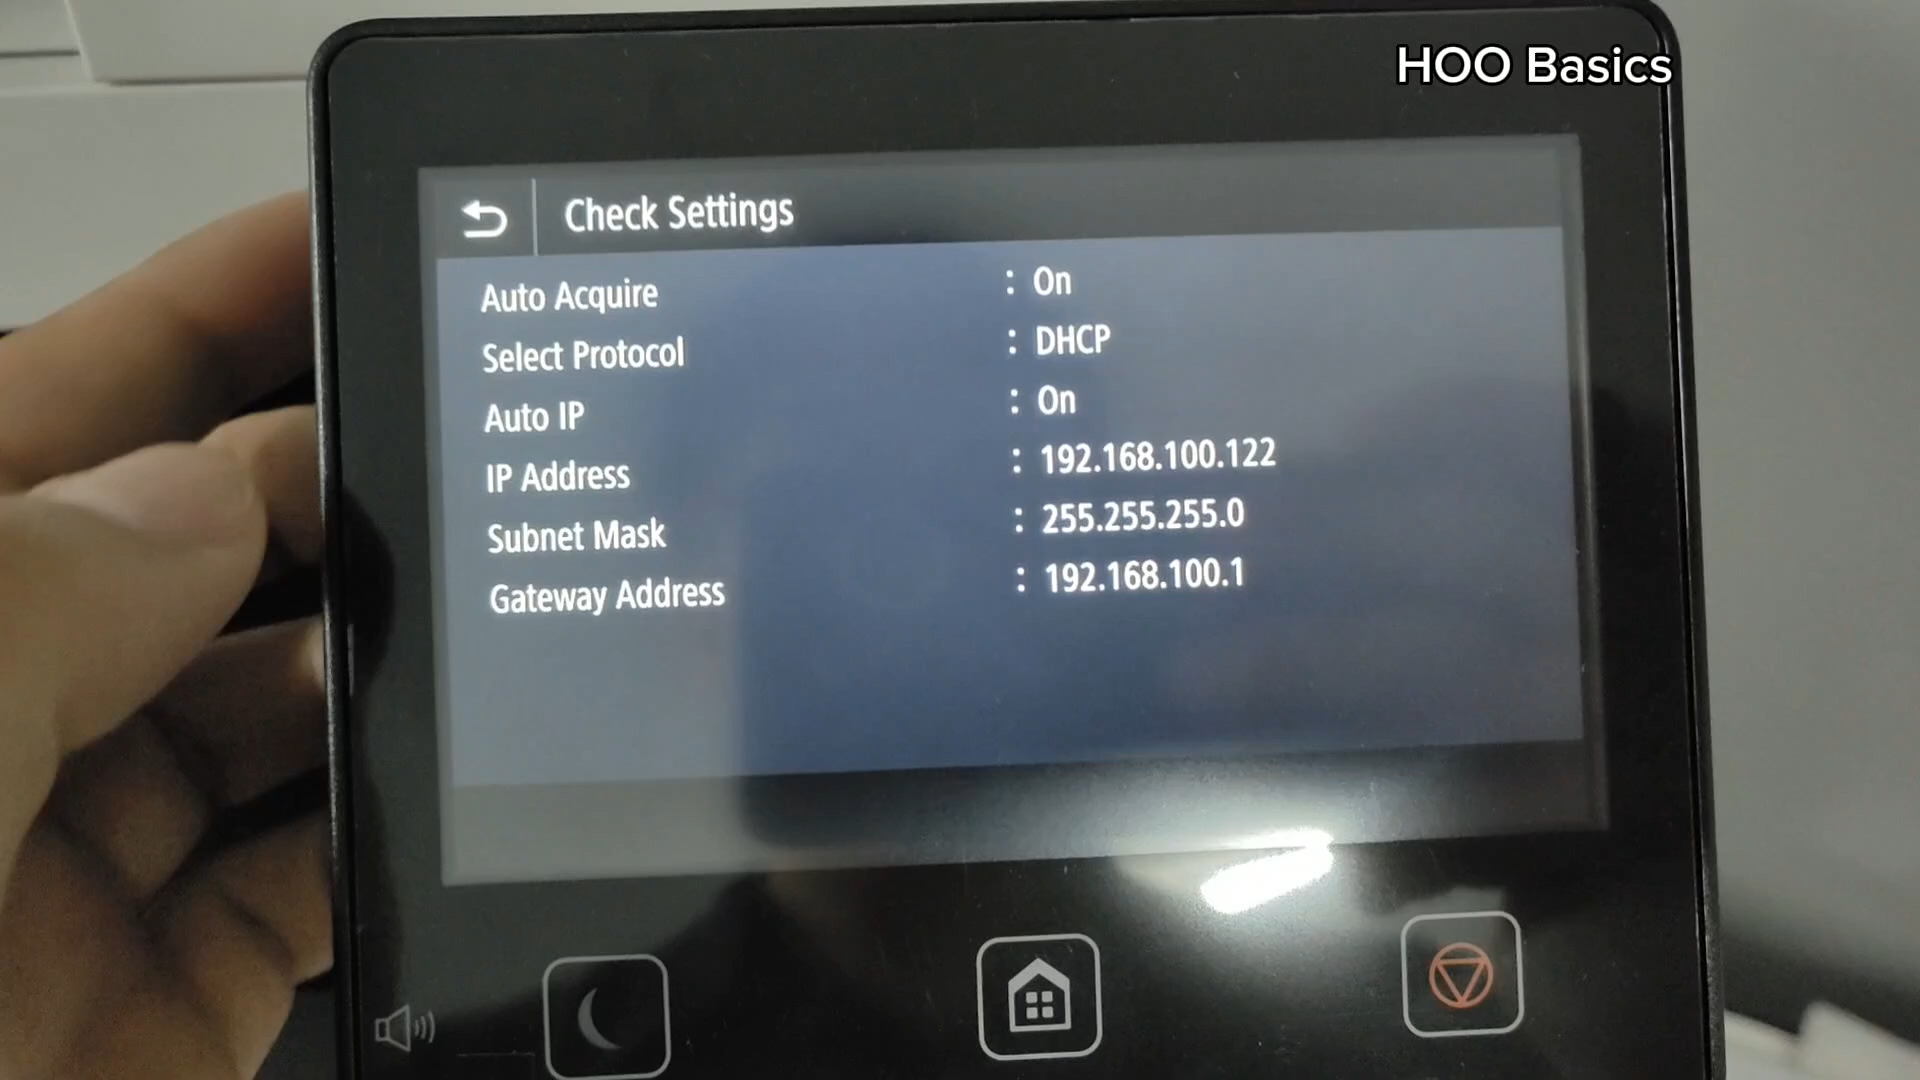 HOO Basics
Check Settings
Auto Acquire : On
Select Protocol : DHCP
Auto IP : On
IP Address : 192.168.100.122
Subnet Mask : 255.255.255.0
Gateway Address : 192.168.100.1